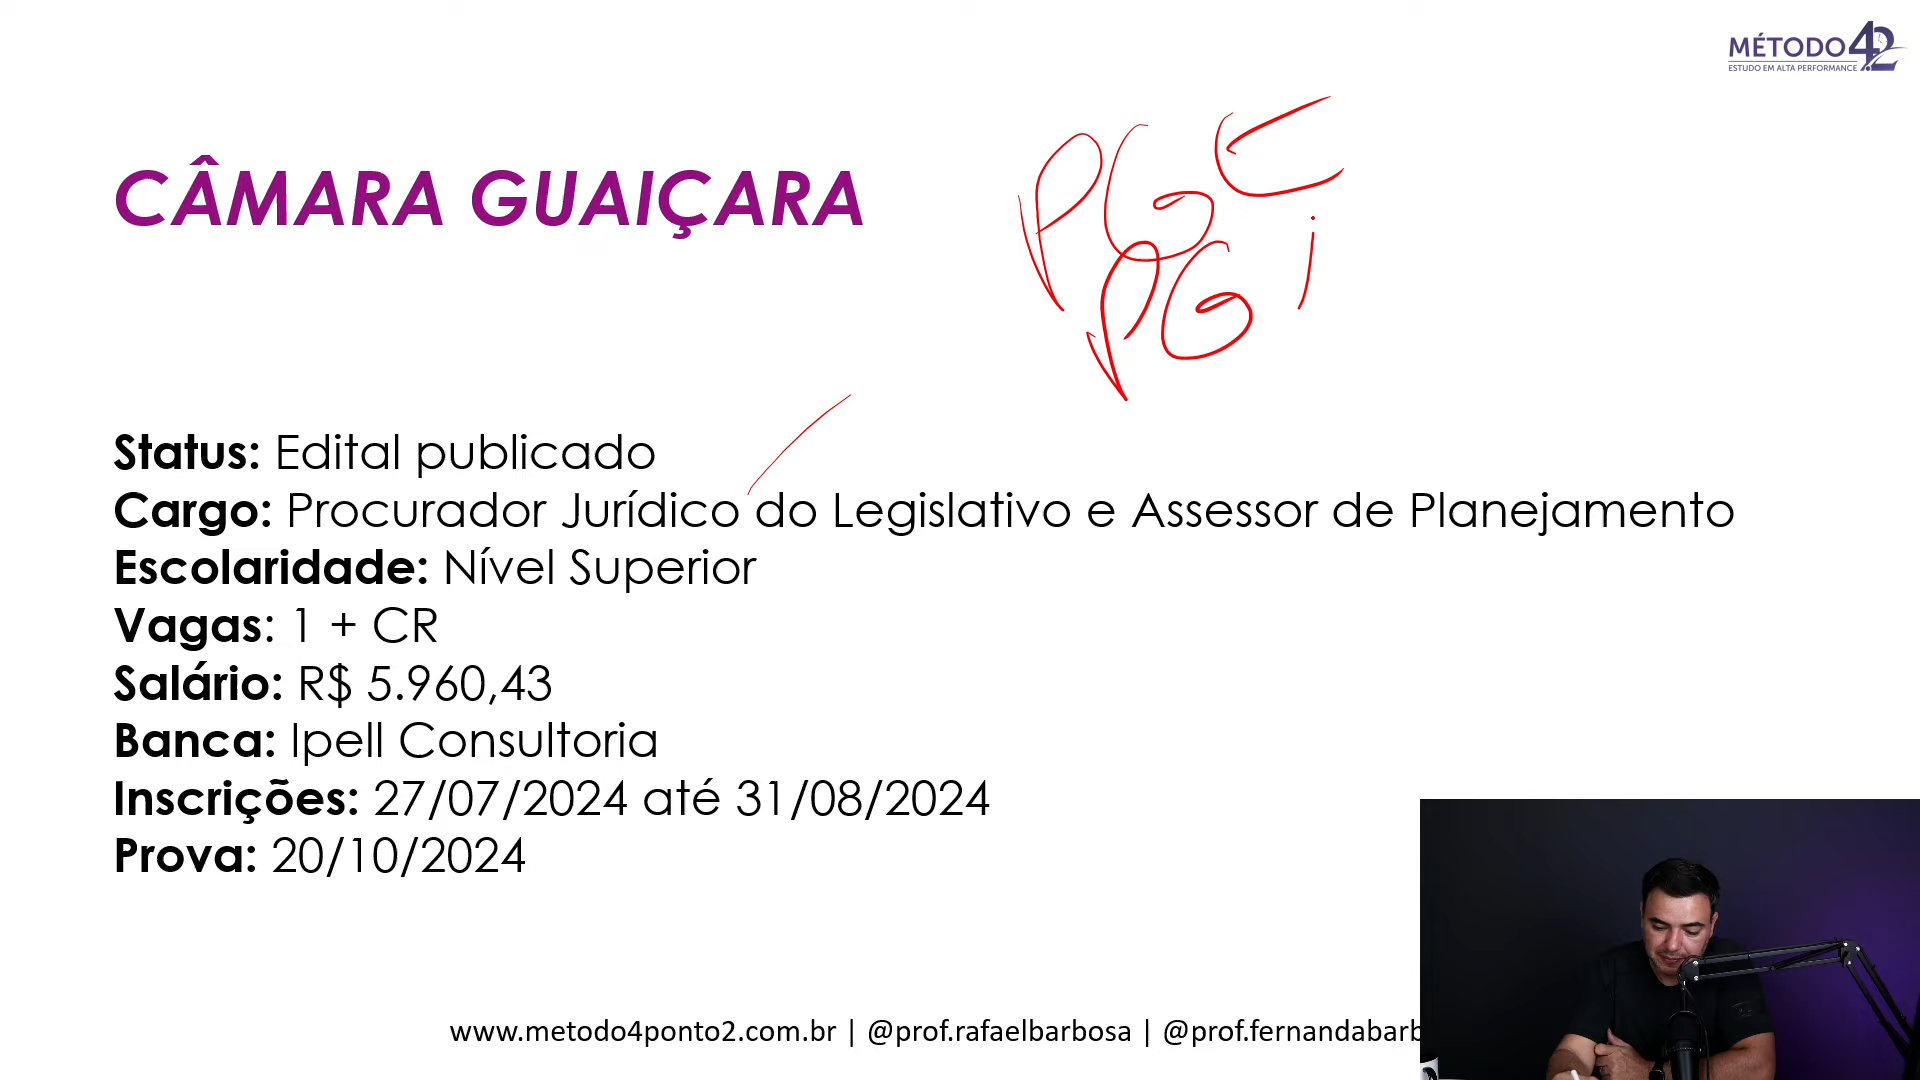 MÉTODO 4.2
ESTUDO EM ALTA PERFORMANCE
PGE
PG
CÂMARA GUAIÇARA
Status: Edital publicado
Cargo: Procurador Jurídico do Legislativo e Assessor de Planejamento
Escolaridade: Nível Superior
Vagas: 1 + CR
Salário: R$ 5.960,43
Banca: Ipell Consultoria
Inscrições: 27/07/2024 até 31/08/2024
Prova: 20/10/2024
www.metodo4ponto2.com.br | @prof.rafaelbarbosa | @prof.fernandabarb